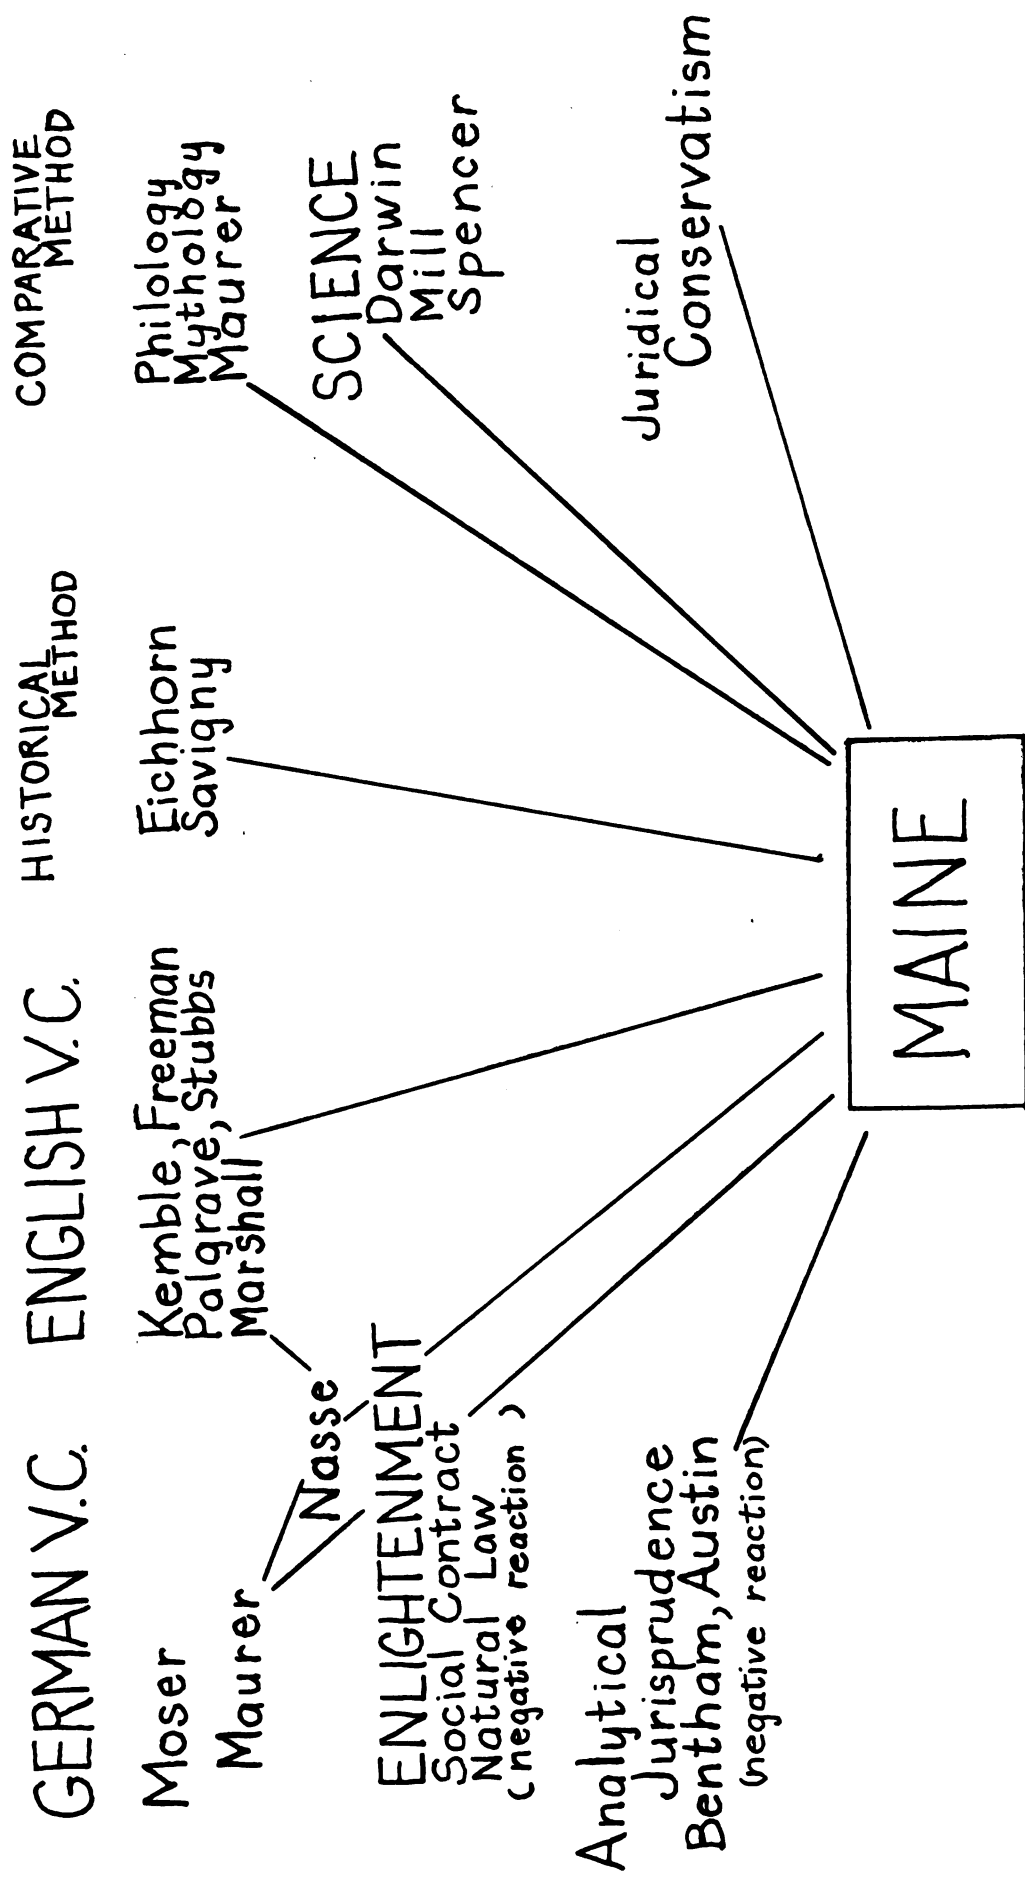 GERMAN V.C.
Moser
Maurer
Nasse
ENGLISH V.C.
Kemble, Freeman
Palgrave, Stubbs
Marshall
HISTORICAL
METHOD
Eichhorn
Savigny
COMPARATIVE
METHOD
Philology
Mythology
Maurer
SCIENCE
Darwin
Mill
Spencer
ENLIGHTENMENT
Social Contract
Natural Law
(negative reaction)
Analytical
Jurisprudence
Bentham, Austin
(negative reaction)
Juridical
Conservatism
MAINE